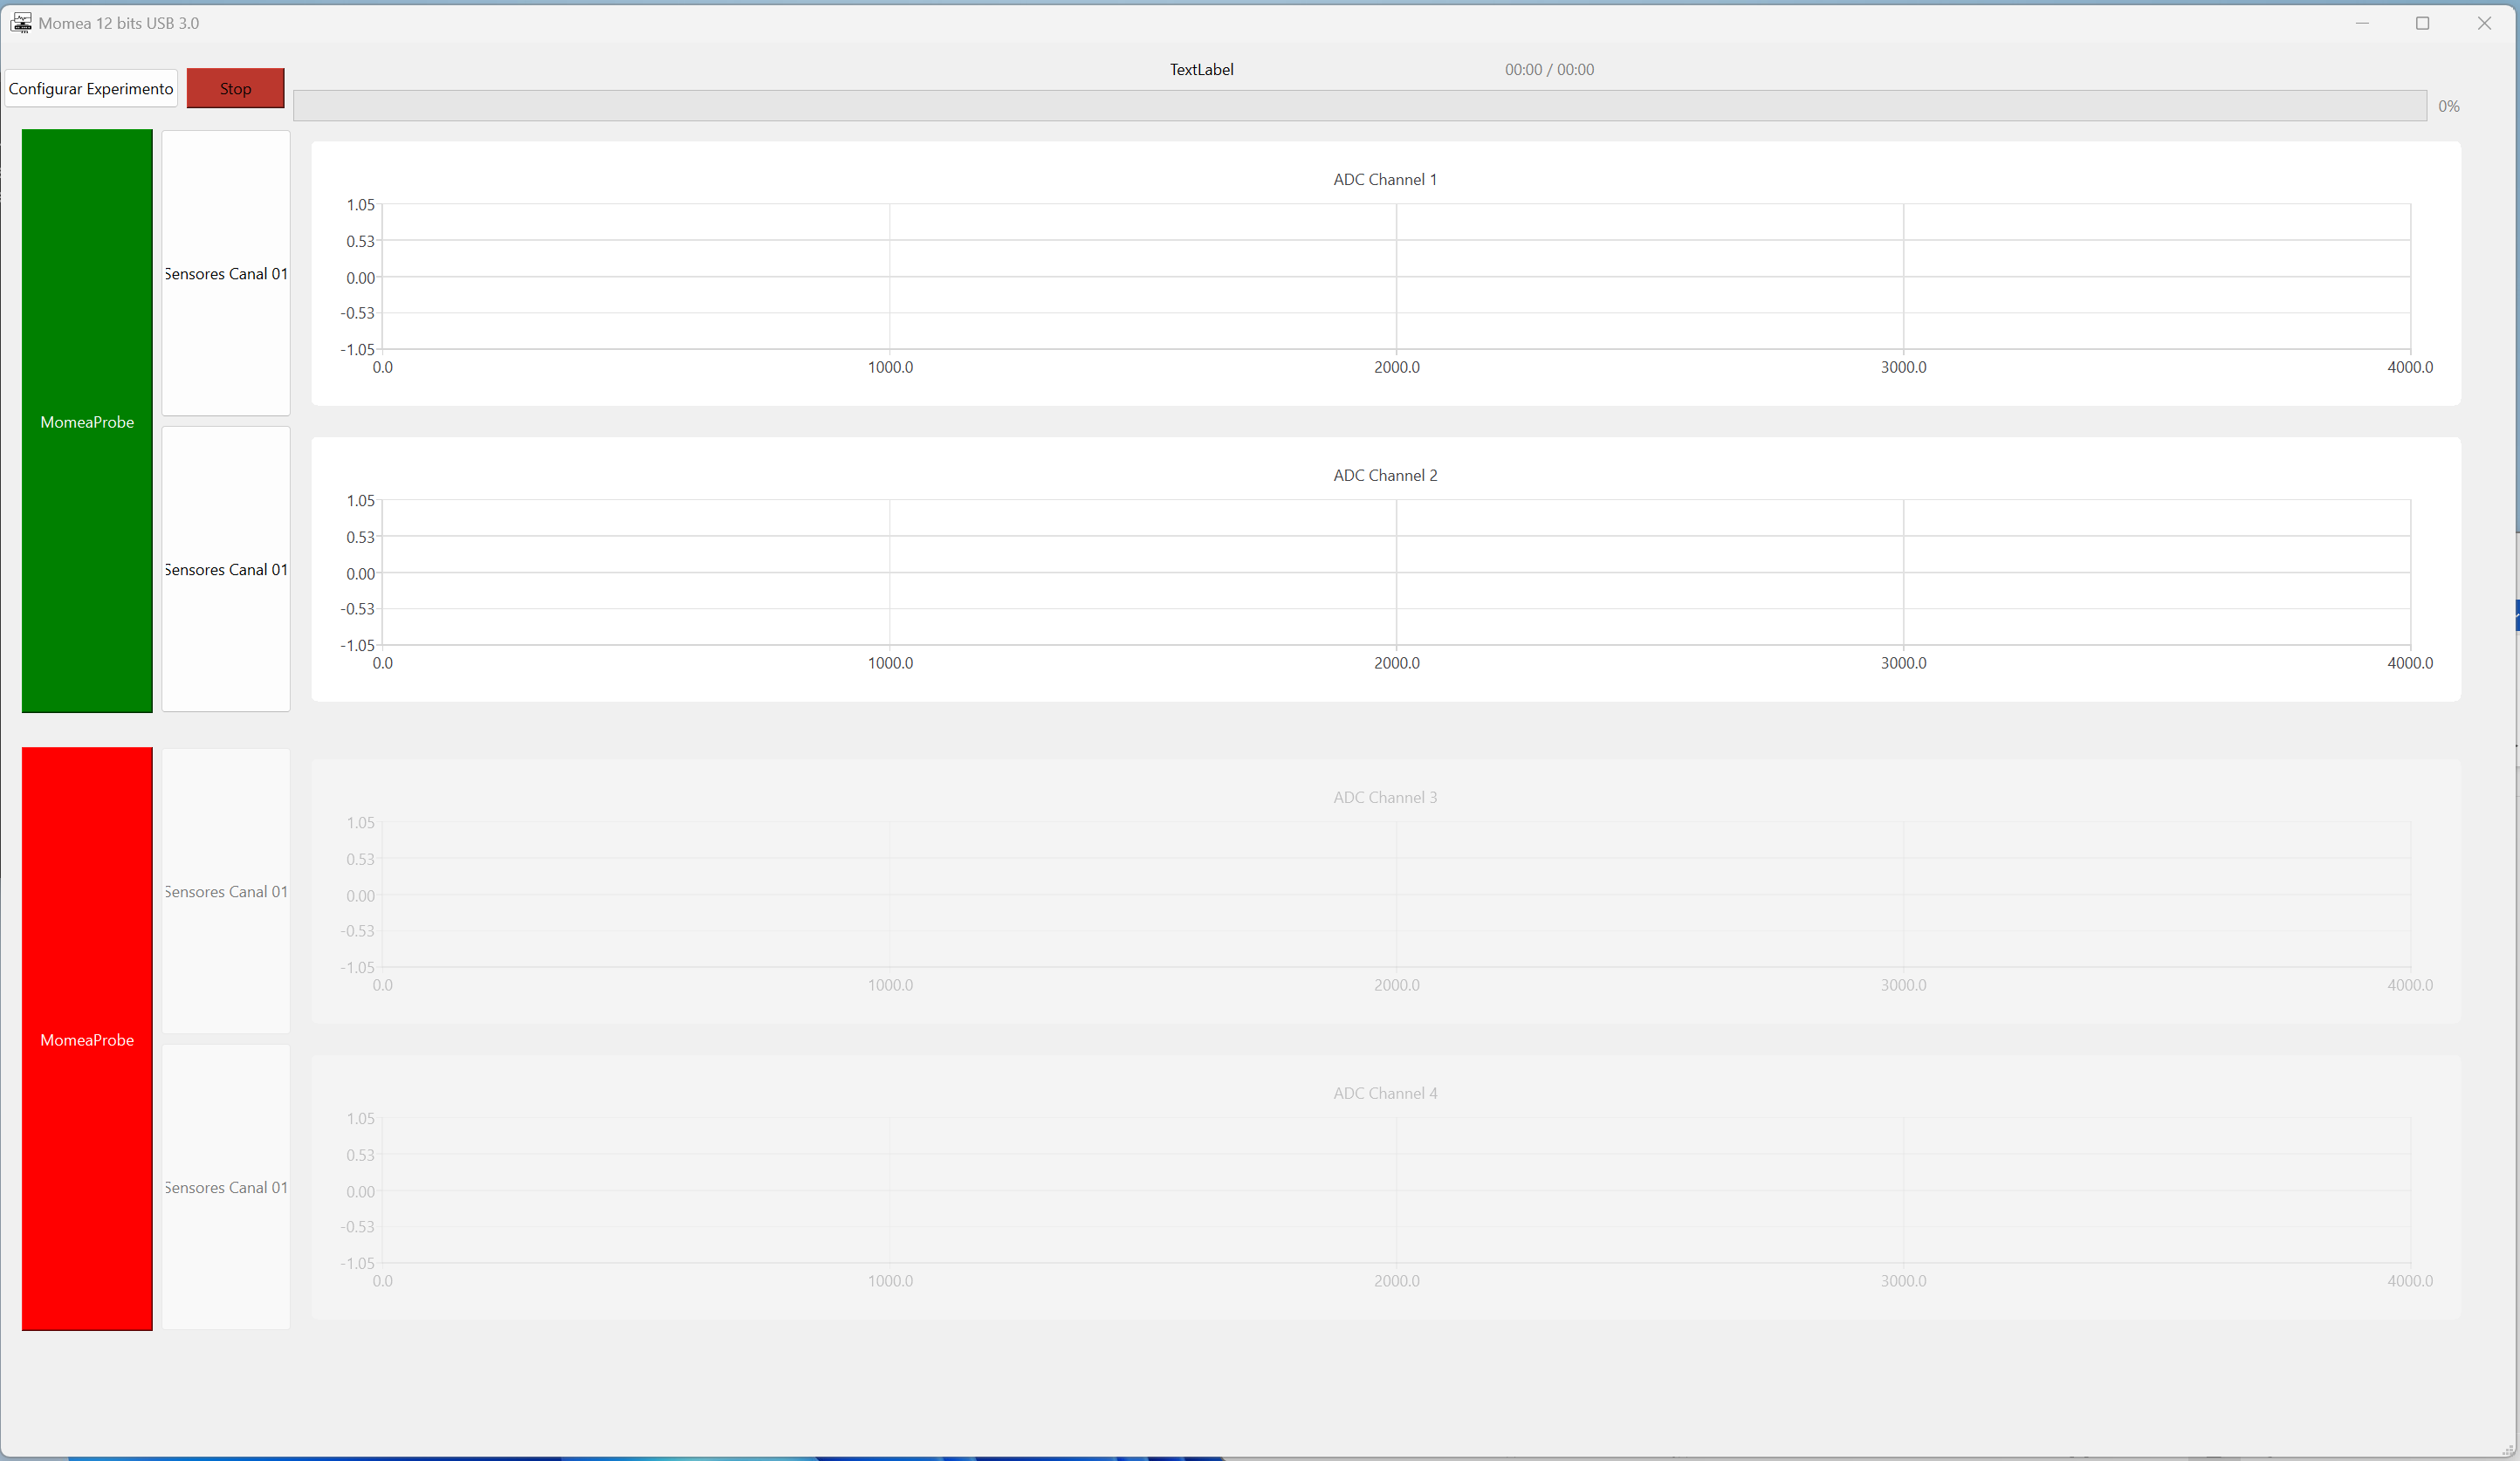 Momea 12 bits USB 3.0
Configurar Experimento
Stop
TextLabel
00:00 / 00:00
0%
MomeaProbe
Sensores Canal 01
ADC Channel 1
1.05
0.53
0.00
-0.53
-1.05
0.0 1000.0 2000.0 3000.0 4000.0
Sensores Canal 01
ADC Channel 2
1.05
0.53
0.00
-0.53
-1.05
0.0 1000.0 2000.0 3000.0 4000.0
MomeaProbe
Sensores Canal 01
ADC Channel 3
1.05
0.53
0.00
-0.53
-1.05
0.0 1000.0 2000.0 3000.0 4000.0
Sensores Canal 01
ADC Channel 4
1.05
0.53
0.00
-0.53
-1.05
0.0 1000.0 2000.0 3000.0 4000.0